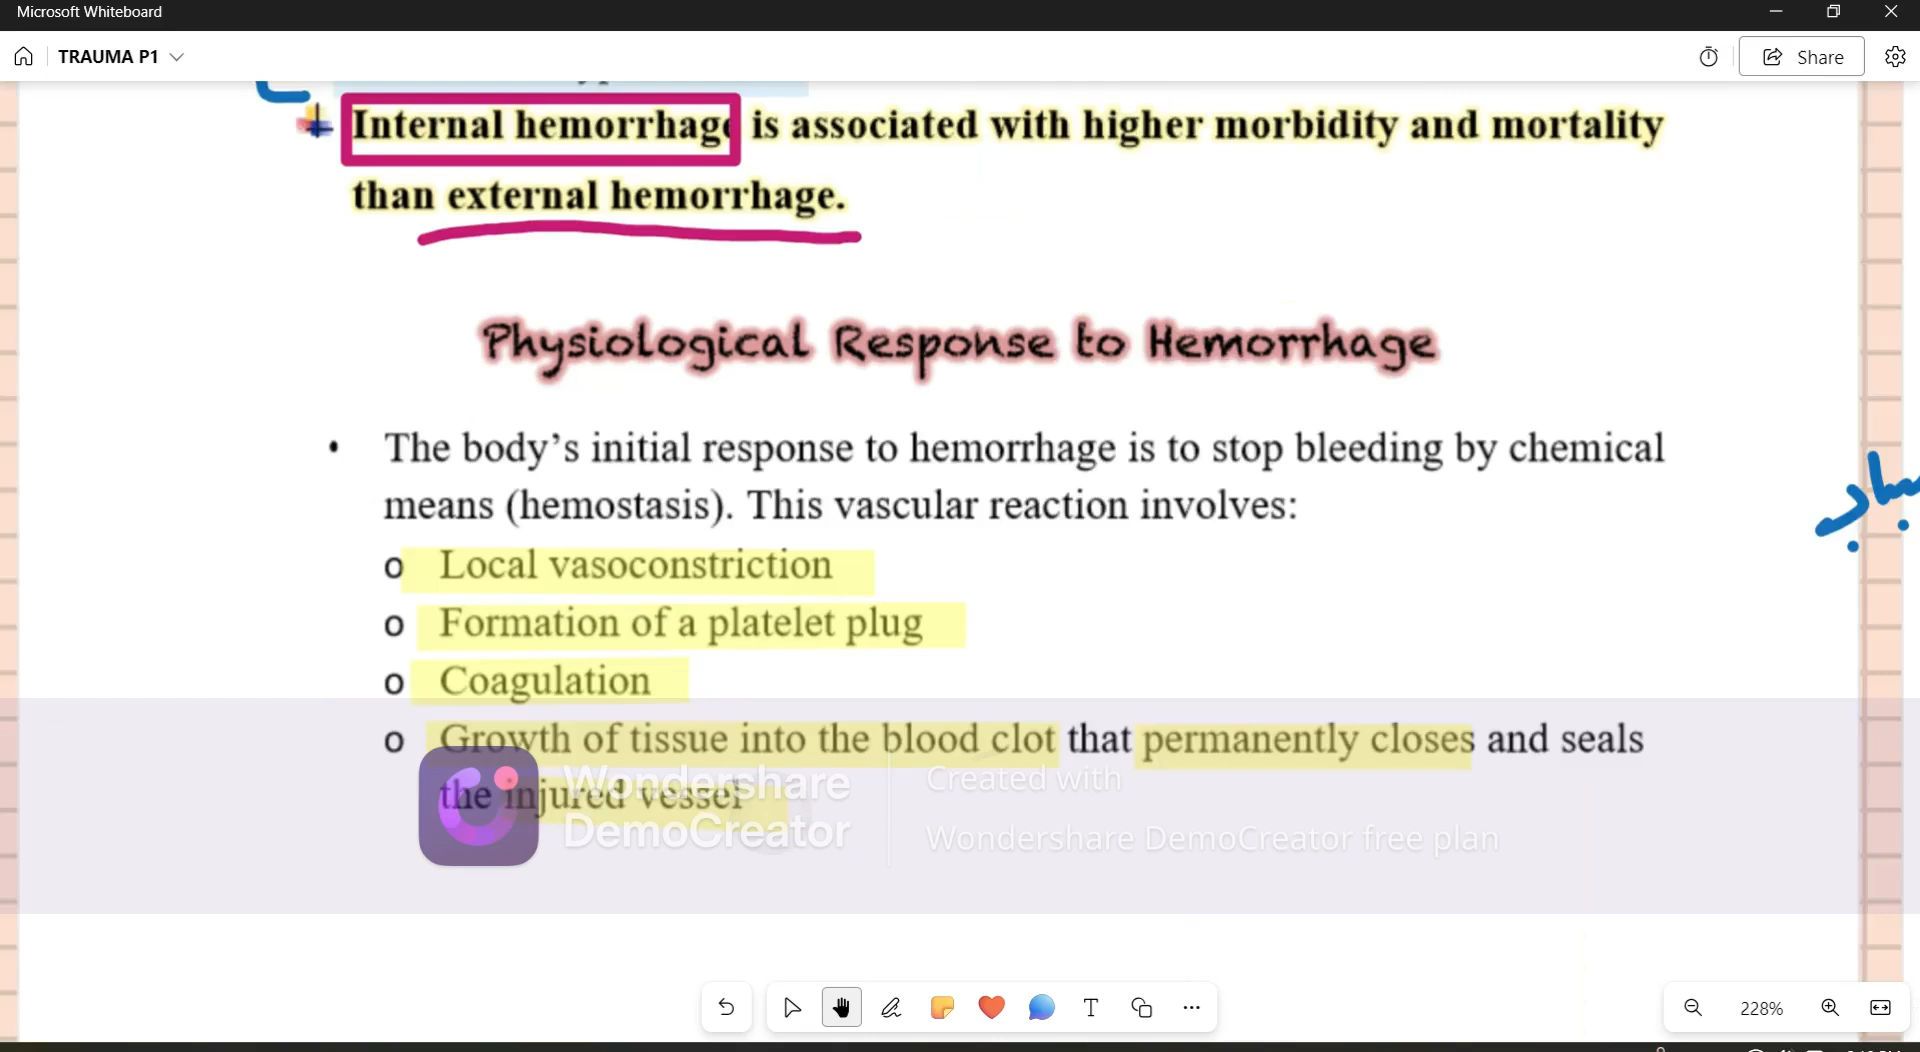 Microsoft Whiteboard
TRAUMA P1
Share
Internal hemorrhage is associated with higher morbidity and mortality
than external hemorrhage.
Physiological Response to Hemorrhage
• The body's initial response to hemorrhage is to stop bleeding by chemical
means (hemostasis). This vascular reaction involves:
o Local vasoconstriction
o Formation of a platelet plug
o Coagulation
o Growth of tissue into the blood clot that permanently closes and seals
the injured vessel
Wondershare
DemoCreator
Created with
Wondershare DemoCreator free plan
228%